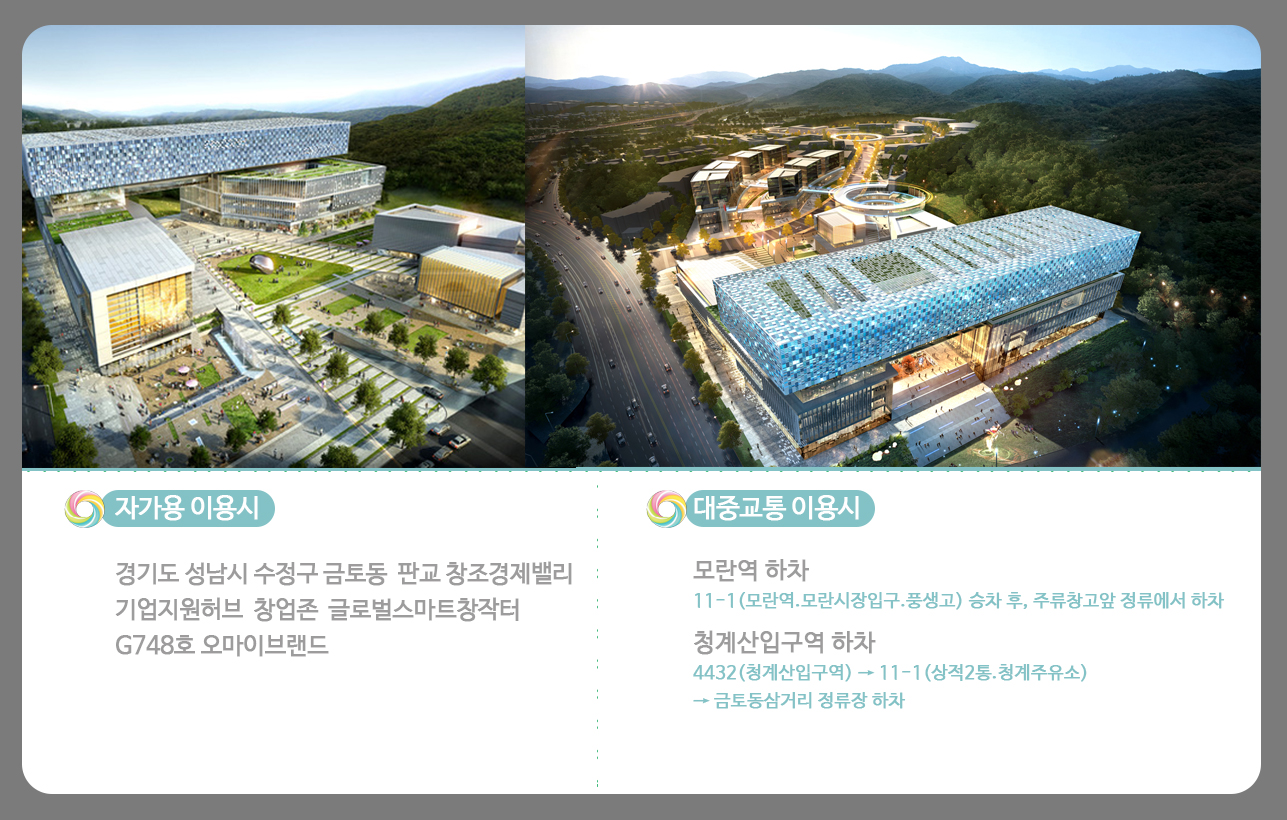 자가용 이용시
경기도 성남시 수정구 금토동 판교 창조경제밸리
기업지원허브 창업존 글로벌스마트창작터
G748호 오마이브랜드
대중교통 이용시
모란역 하차
11-1(모란역.모란시장입구.풍생고) 승차 후, 주류창고앞 정류에서 하차
청계산입구역 하차
4432(청계산입구역) → 11-1(상적2통.청계주유소)
→ 금토동삼거리 정류장 하차